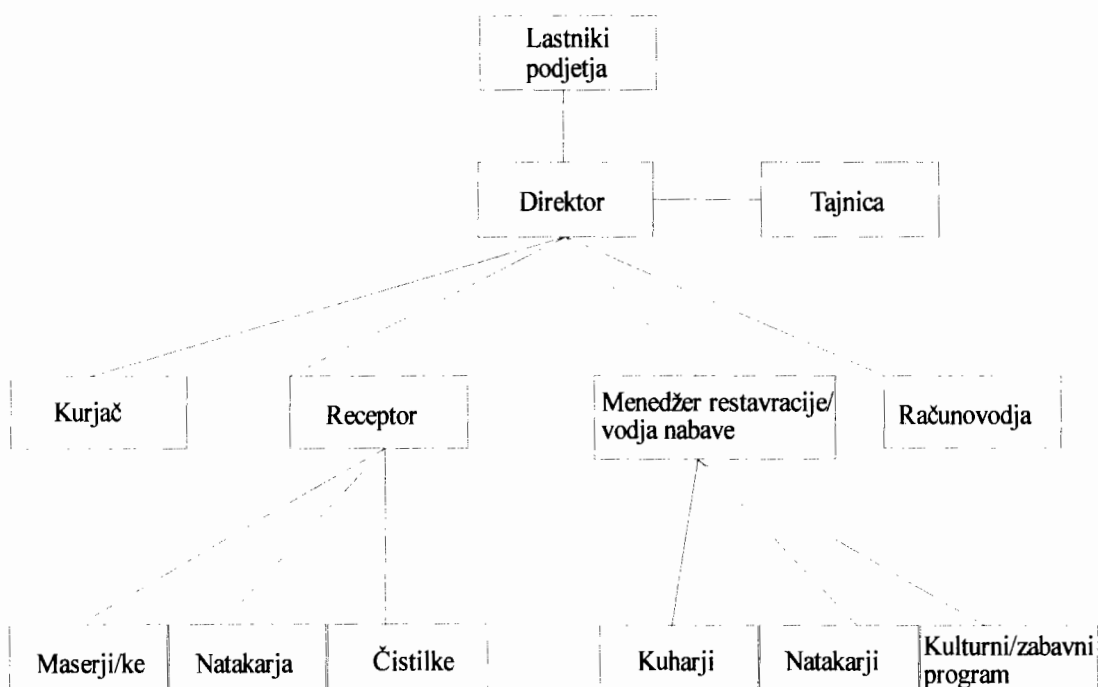 Lastniki
podjetja
Direktor
Tajnica
Kurjač
Receptor
Menedžer restavracije/
vodja nabave
Računovodja
Maserji/ke
Natakarja
Čistilke
Kuharji
Natakarji
Kulturni/zabavni
program